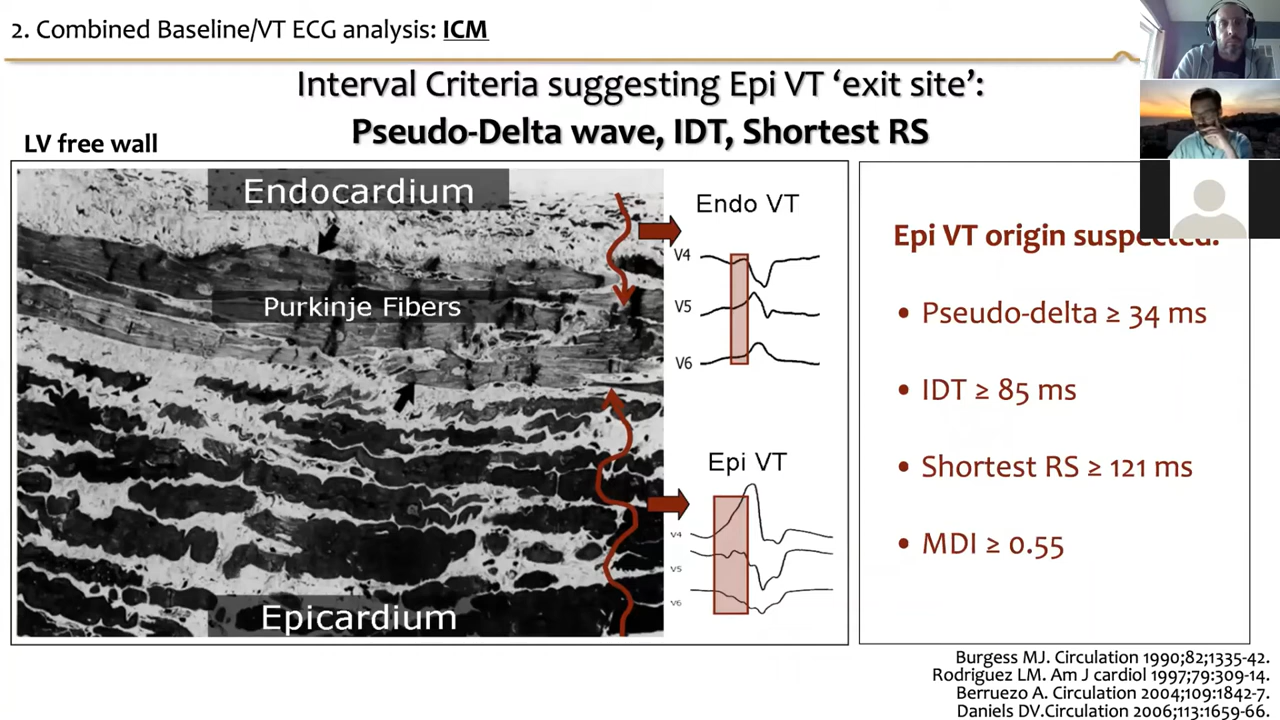 2. Combined Baseline/VT ECG analysis: ICM
Interval Criteria suggesting Epi VT ‘exit site’:
Pseudo-Delta wave, IDT, Shortest RS
LV free wall
Endocardium
Purkinje Fibers
Epicardium
Endo VT
V4
V5
V6
Epi VT
V4
V5
V6
Epi VT origin suspected:
• Pseudo-delta ≥ 34 ms
• IDT ≥ 85 ms
• Shortest RS ≥ 121 ms
• MDI ≥ 0.55
Burgess MJ. Circulation 1990;82;1335-42.
Rodriguez LM. Am J cardiol 1997;79:309-14.
Berruezo A. Circulation 2004;109:1842-7.
Daniels DV.Circulation 2006;113:1659-66.